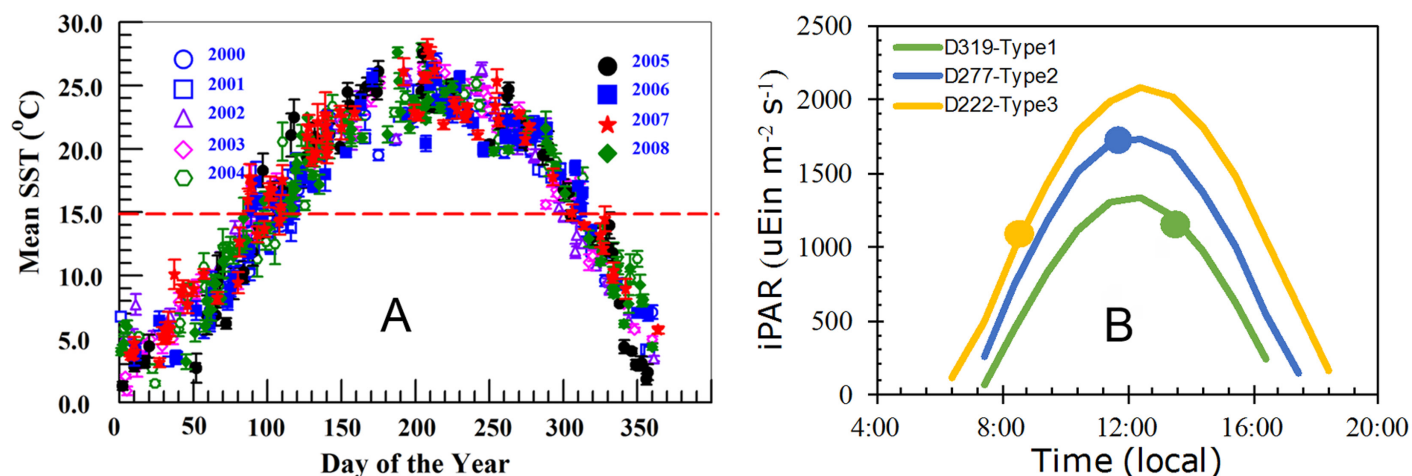 30.0
25.0
20.0
15.0
10.0
5.0
0.0
Mean SST (°C)
2000
2001
2002
2003
2004
2005
2006
2007
2008
A
0 50 100 150 200 250 300 350
Day of the Year
2500
2000
1500
1000
500
0
iPAR (uEin m⁻² s⁻¹)
D319-Type1
D277-Type2
D222-Type3
B
4:00 8:00 12:00 16:00 20:00
Time (local)